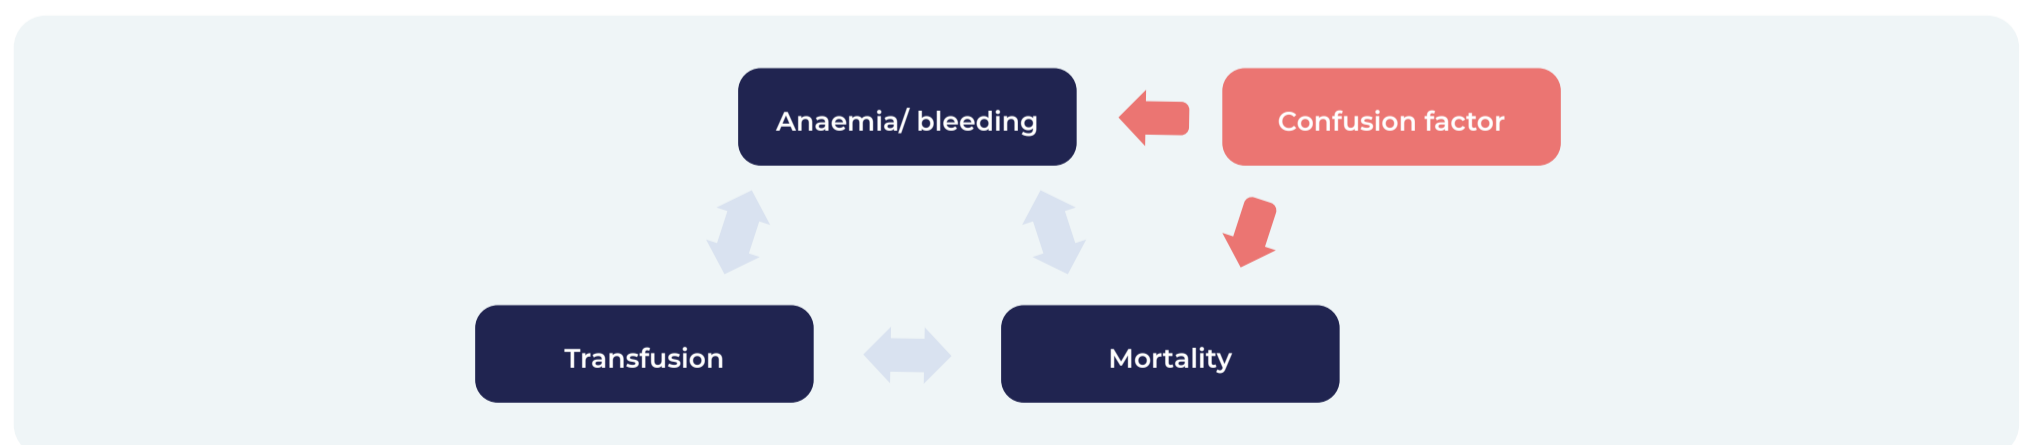 Anaemia/ bleeding
Confusion factor
Transfusion
Mortality